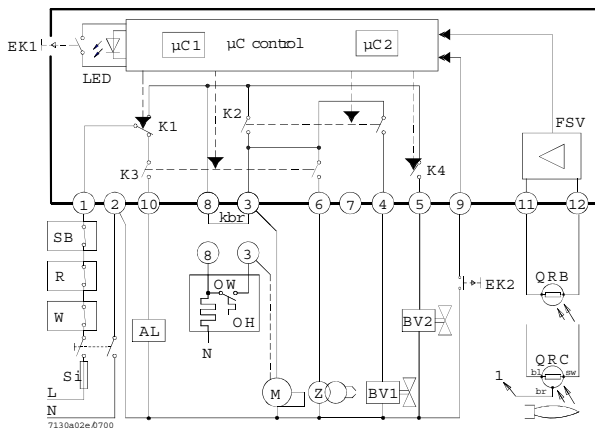 µC1
µC control
µC2
EK1
LED
FSV
K1
K2
K3
K4
1
2
10
8
3
6
7
4
5
9
11
12
kbr
SB
R
W
Si
L
N
8
3
OW
OH
N
AL
M
Z
BV1
BV2
EK2
QRB
QRC
bl
sw
br
1
7130a02e/0700